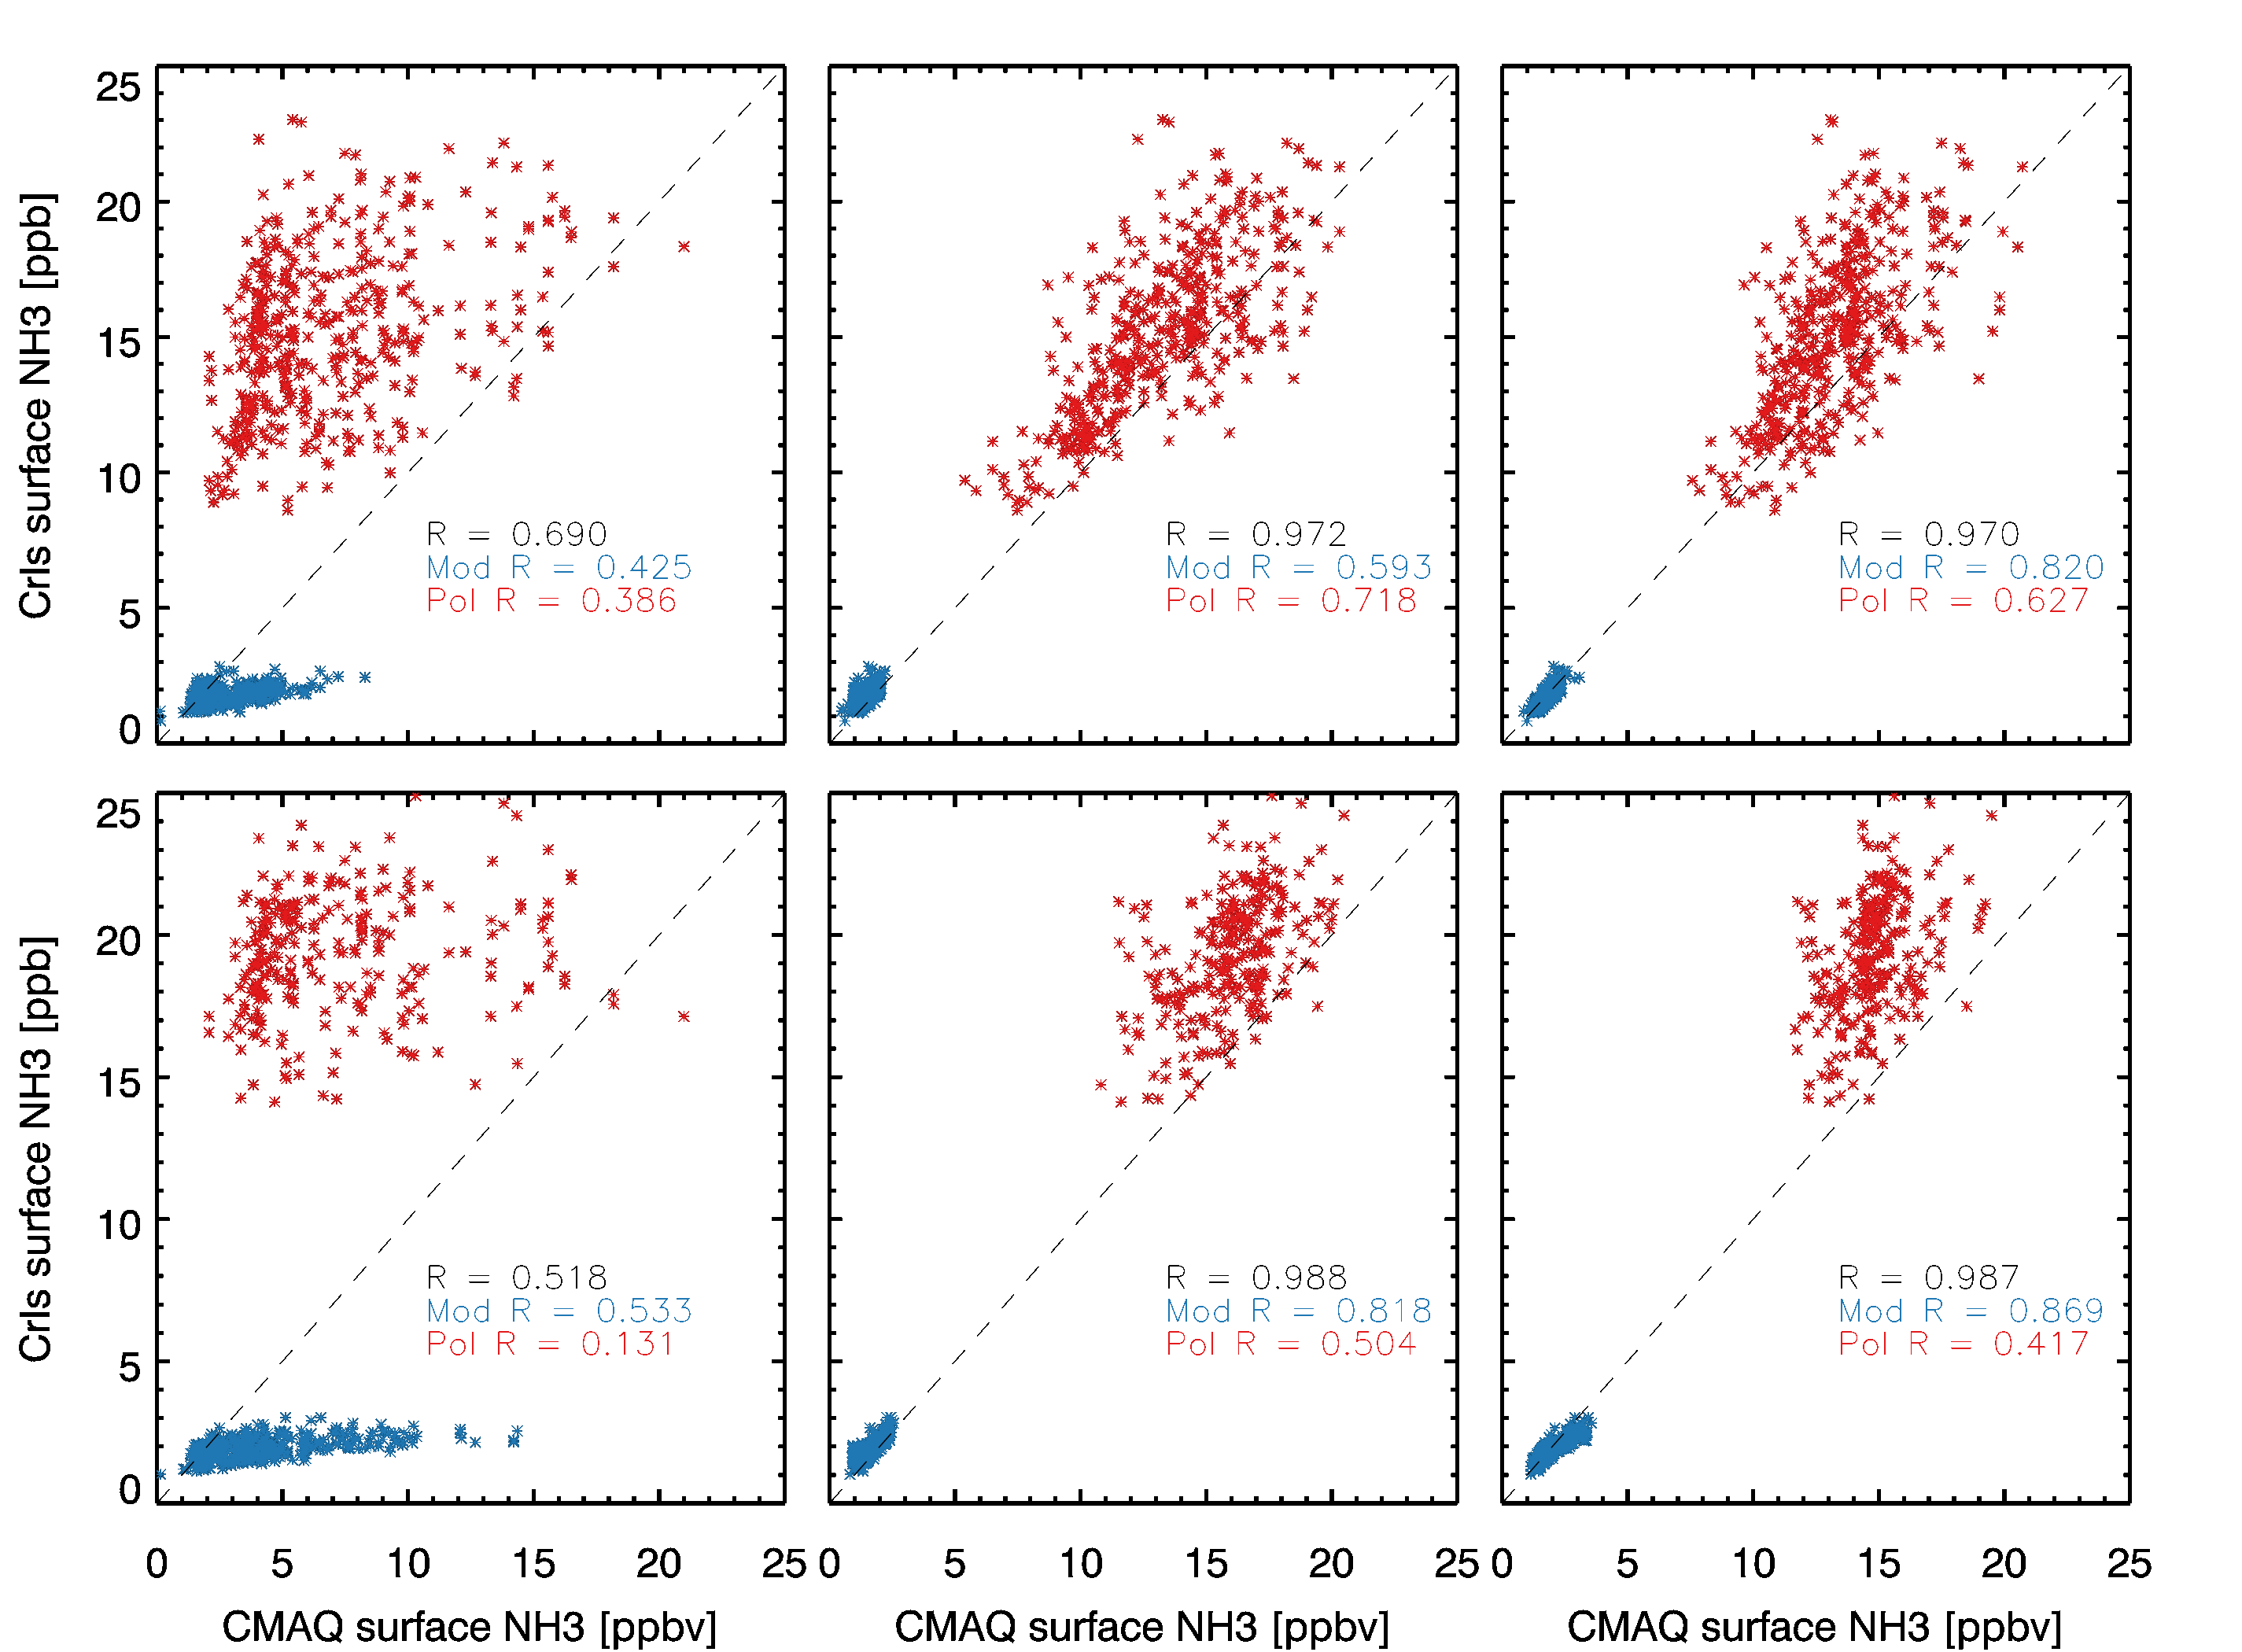 CrIs surface NH3 [ppb]
25
20
15
10
5
0
R = 0.690
Mod R = 0.425
Pol R = 0.386
R = 0.972
Mod R = 0.593
Pol R = 0.718
R = 0.970
Mod R = 0.820
Pol R = 0.627
CrIs surface NH3 [ppb]
25
20
15
10
5
0
R = 0.518
Mod R = 0.533
Pol R = 0.131
R = 0.988
Mod R = 0.818
Pol R = 0.504
R = 0.987
Mod R = 0.869
Pol R = 0.417
0 5 10 15 20 25 0 5 10 15 20 25 0 5 10 15 20 25
CMAQ surface NH3 [ppbv] CMAQ surface NH3 [ppbv] CMAQ surface NH3 [ppbv]